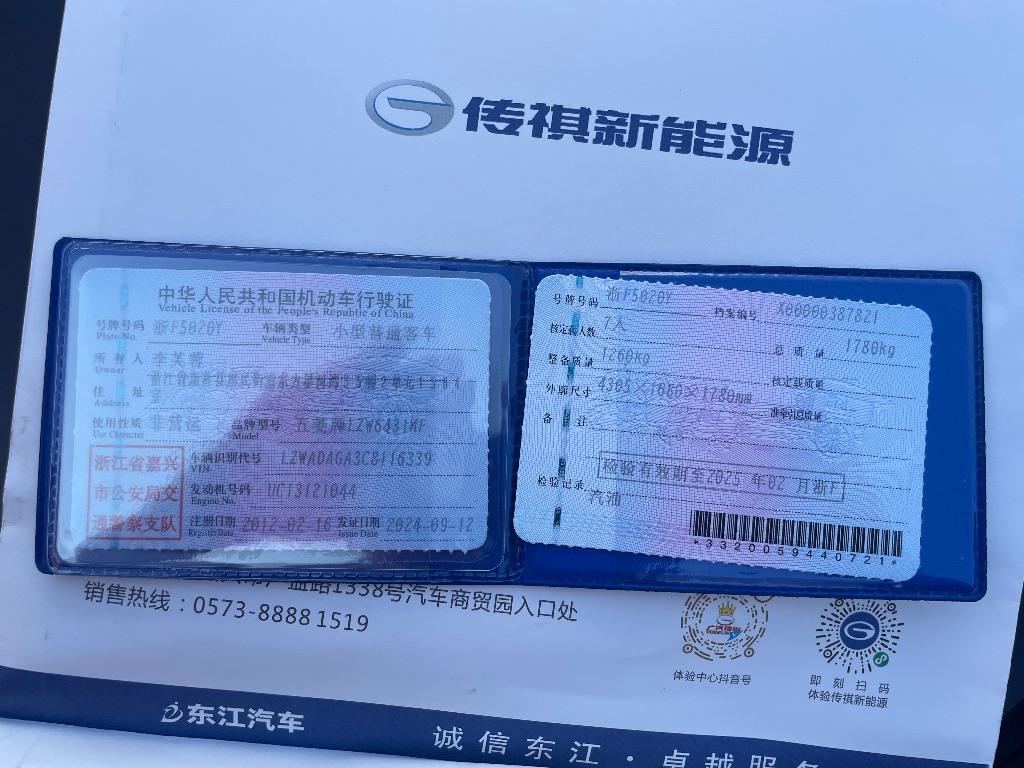 传祺新能源
中华人民共和国机动车行驶证
Vehicle License of the People's Republic of China
号牌号码 浙F5020Y 车辆类型 小型普通客车
Plate No. Vehicle Type
所有人 李芙蓉
Owner
住址
Address 室
使用性质 非营运 品牌型号 五菱牌LZW6431MF
Use Character Model
浙江省嘉兴
市公安局交
通警察支队
车辆识别代号 LZWADAGA3C8116339
VIN
发动机号码 UC13121044
Engine No.
注册日期 2012-02-16 发证日期 2024-09-12
Register Date Issue Date
号牌号码 浙F5020Y 档案编号 X00000387821
核定载人数 7人 总质量 1780kg
整备质量 1260kg 核定载质量
外廓尺寸 4305×1680×1780mm 准牵引总质量
备注
检验有效期至2025年02月浙F
检验记录
汽油
*3320059440721*
路1338号汽车商贸园入口处
销售热线：0573-8888 1519
体验中心抖音号
即刻扫码
体验传祺新能源
东江汽车
诚信东江·卓越服务